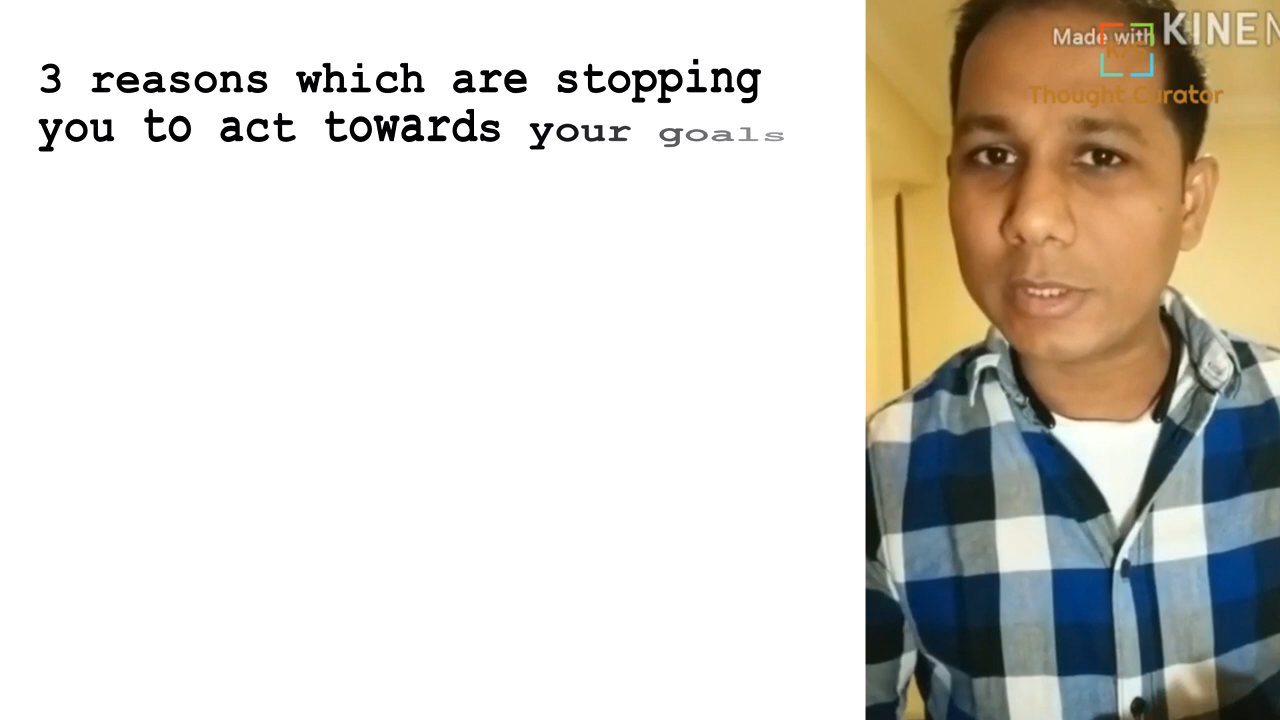 3 reasons which are stopping
you to act towards your goals
Made with KINEN
Thought Curator